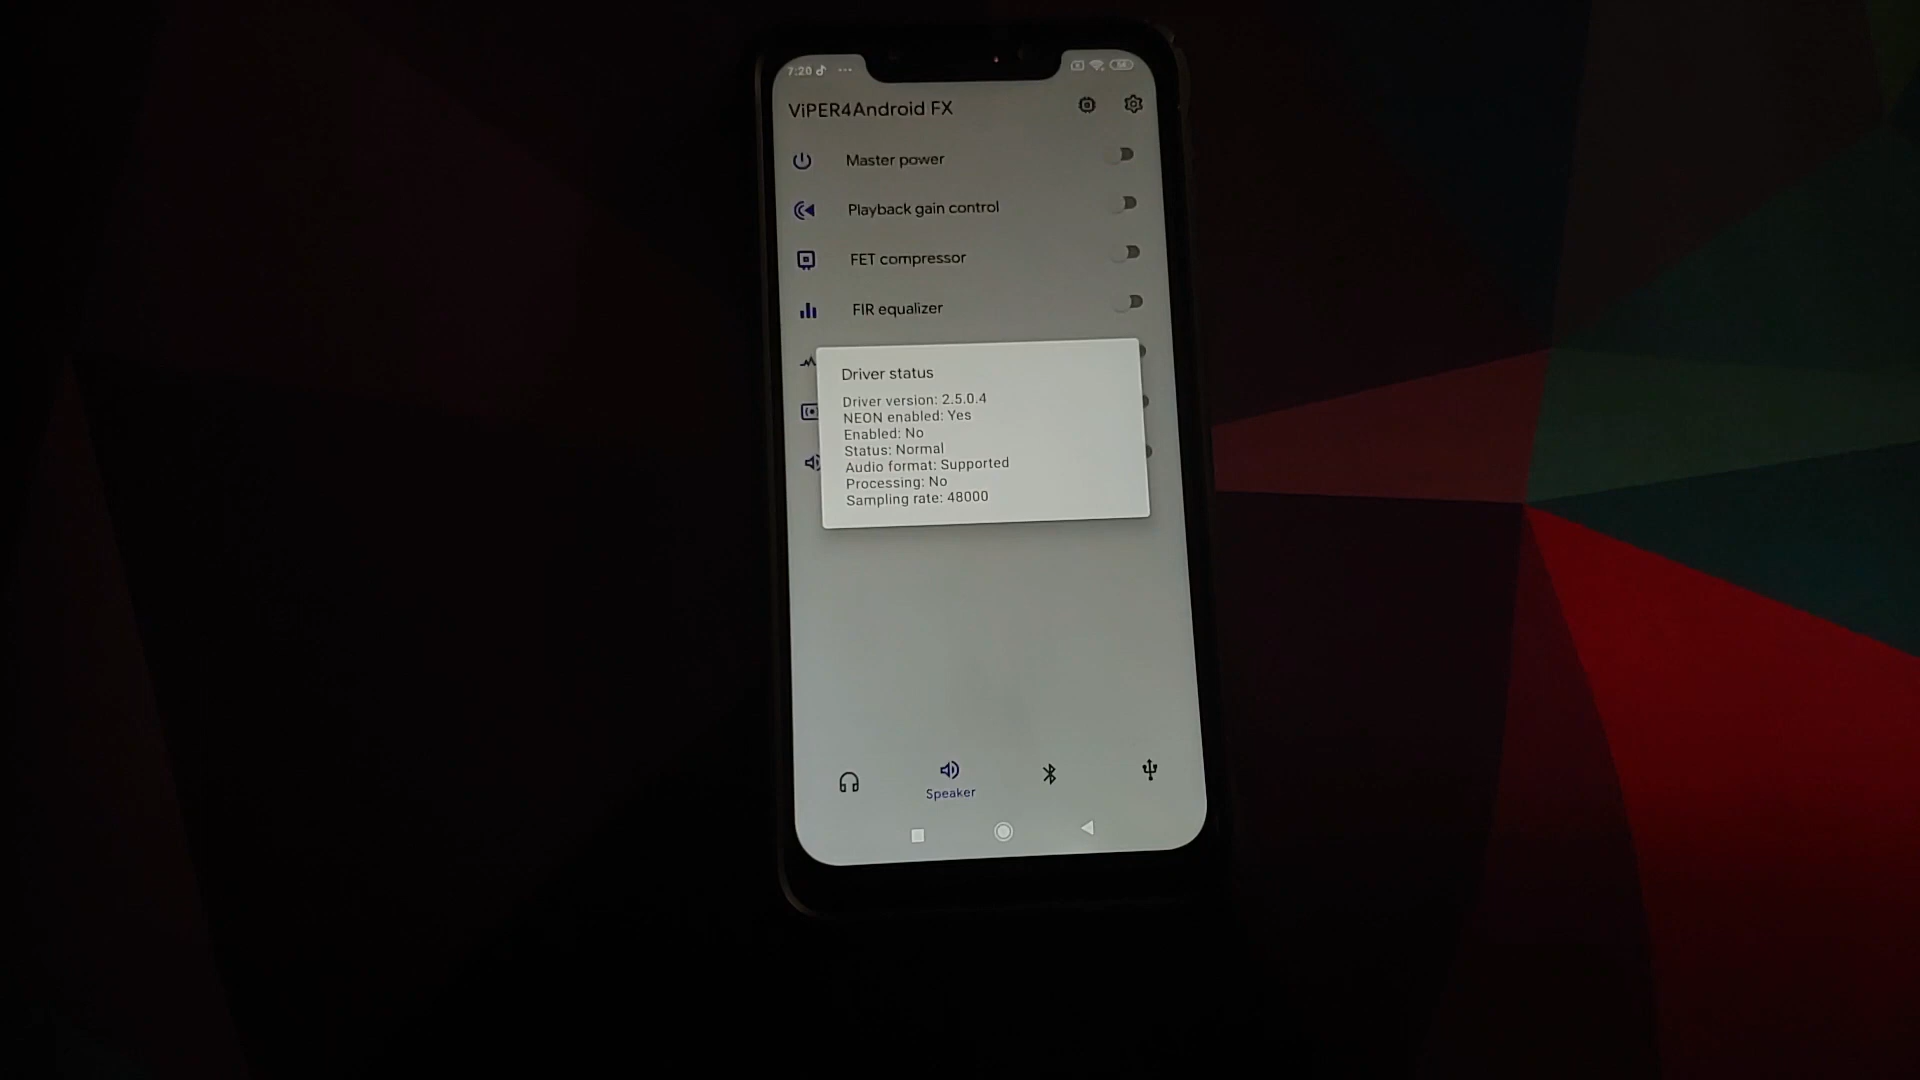 7:20
ViPER4Android FX
Master power
Playback gain control
FET compressor
FIR equalizer
Driver status
Driver version: 2.5.0.4
NEON enabled: Yes
Enabled: No
Status: Normal
Audio format: Supported
Processing: No
Sampling rate: 48000
Speaker